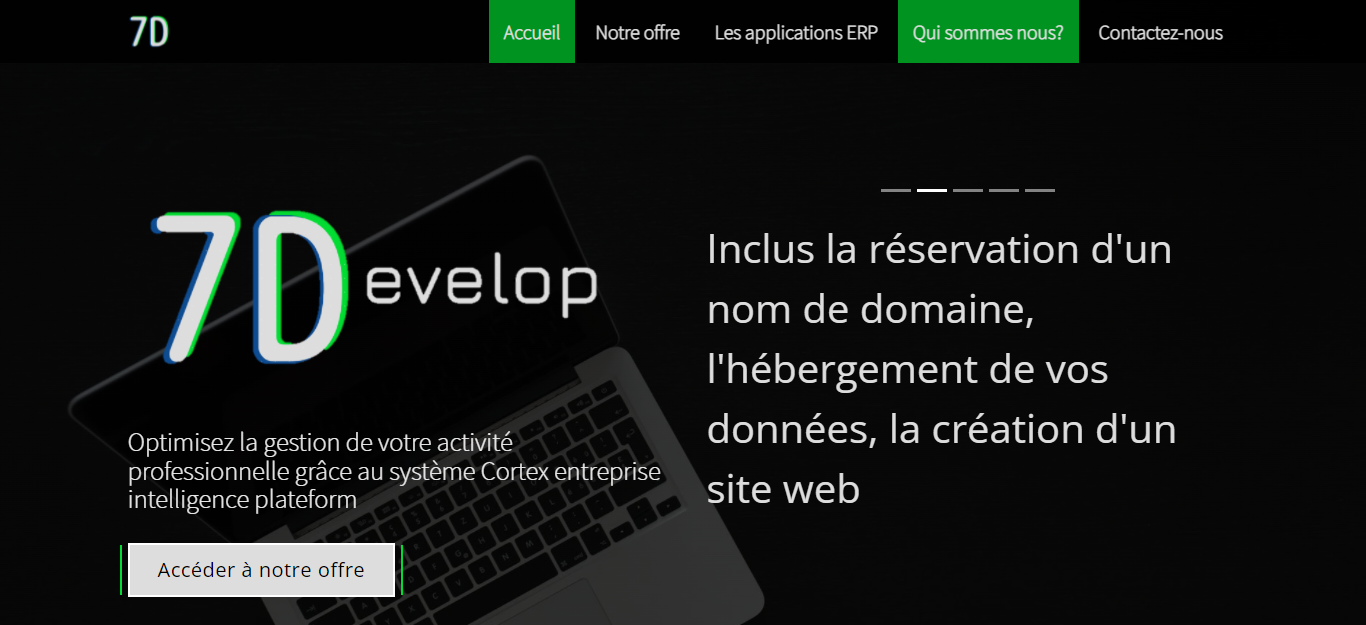 7D
Accueil
Notre offre
Les applications ERP
Qui sommes nous?
Contactez-nous
7Develop
Optimisez la gestion de votre activité
professionnelle grâce au système Cortex entreprise
intelligence plateform
Accéder à notre offre
Inclus la réservation d'un
nom de domaine,
l'hébergement de vos
données, la création d'un
site web